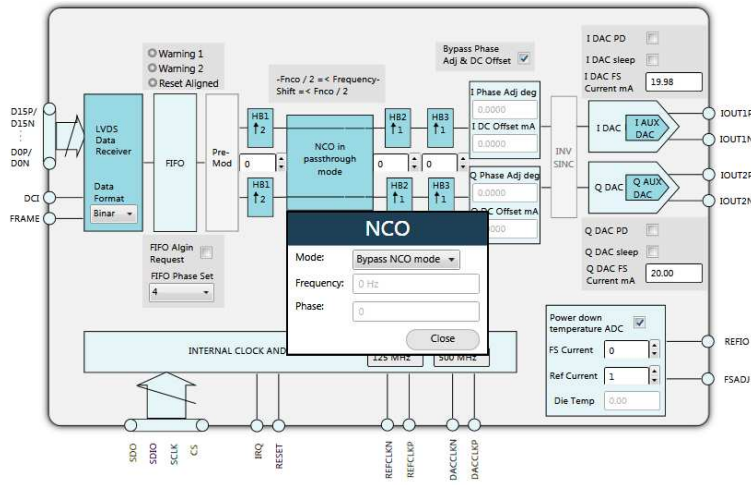 Warning 1
Warning 2
Reset Aligned
-Fnco / 2 =< Frequency-
Shift =< Fnco / 2
Bypass Phase
Adj & DC Offset
I DAC PD
I DAC sleep
I DAC FS
Current mA
19.98
D15P/
D15N
D0P/
D0N
DCI
FRAME
LVDS
Data
Receiver
Data
Format
Binar
FIFO
Pre-
Mod
HB1
2
0
HB1
2
NCO in
passthrough
mode
HB2
1
HB3
1
0
0
HB2
1
HB3
1
I Phase Adj deg
0.0000
I DC Offset mA
0.0000
Q Phase Adj deg
0.0000
DC Offset mA
0.0000
INV
SINC
I DAC
I AUX
DAC
Q DAC
Q AUX
DAC
IOUT1P
IOUT1N
IOUT2P
IOUT2N
FIFO Algin
Request
FIFO Phase Set
4
NCO
Mode:
Bypass NCO mode
Frequency:
0 Hz
Phase:
0
Close
Q DAC PD
Q DAC sleep
Q DAC FS
Current mA
20.00
INTERNAL CLOCK AND
125 MHz
500 MHz
Power down
temperature ADC
FS Current
0
Ref Current
1
Die Temp
0.00
REFIO
FSADJ
SDO
SDIO
SCLK
CS
IRQ
RESET
REFCLKN
REFCLKP
DACCLKN
DACCLKP